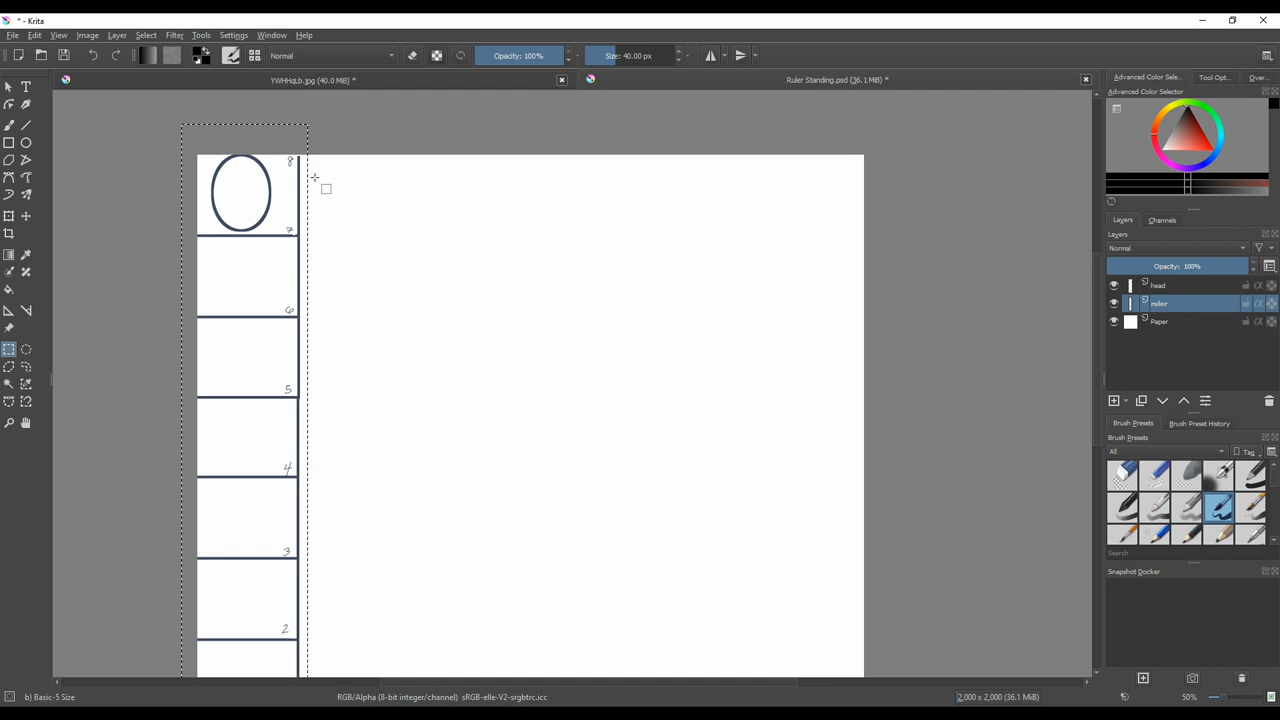 * - Krita
File Edit View Image Layer Select Filter Tools Settings Window Help
Normal Opacity: 100% Size: 40.00 px
YWHHqLb.jpg (40.0 MB) * Ruler Standing.psd (36.1 MiB) *
Advanced Color Sele... Tool Opt... Over...
Advanced Color Selector
Layers Channels
Layers
Normal
Opacity: 100%
head
ruler
Paper
Brush Presets Brush Preset History
Brush Presets
All Tag
Search
Snapshot Docker
8
7
6
5
4
3
2
b) Basic-5 Size RGB/Alpha (8-bit integer/channel) sRGB-elle-V2-srgbtrc.icc 2,000 x 2,000 (36.1 MiB) 50%